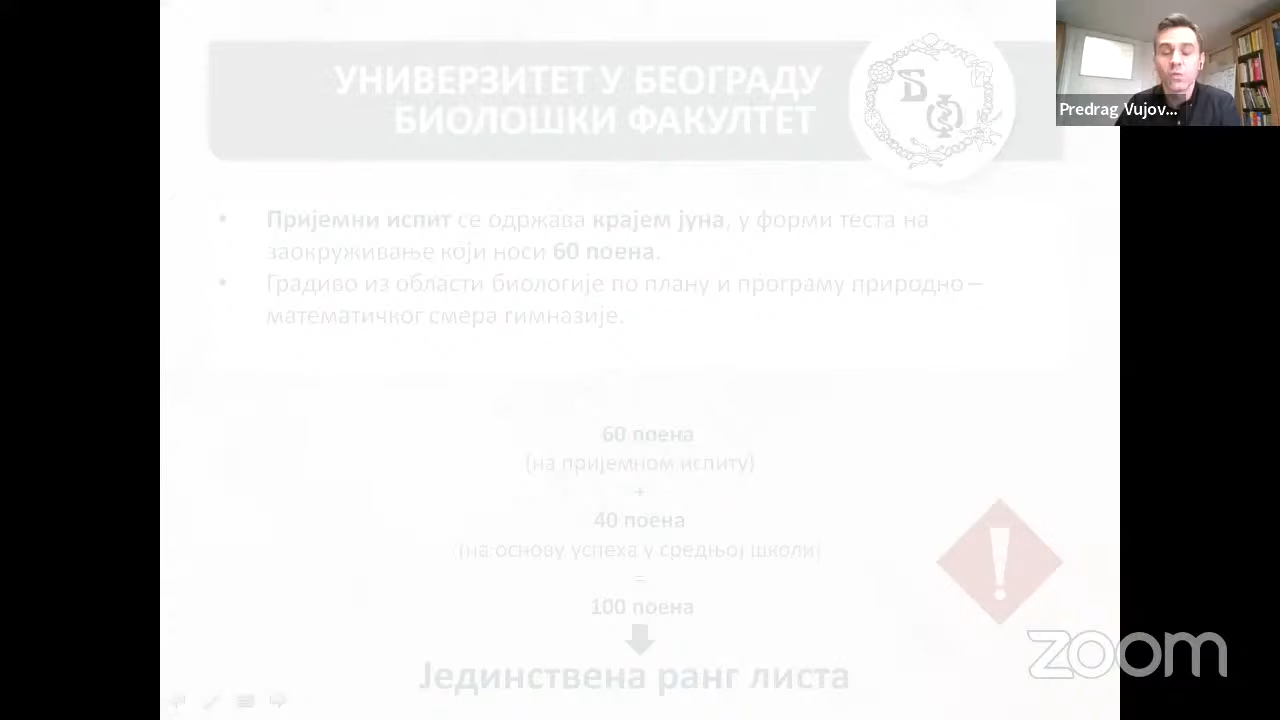 УНИВЕРЗИТЕТ У БЕОГРАДУ
БИОЛОШКИ ФАКУЛТЕТ
БФ
Predrag Vujov...
• Пријемни испит се одржава крајем јуна, у форми теста на
заокруживање који носи 60 поена.
• Градиво из области биологије по плану и програму природно –
математичког смера гимназије.
60 поена
(на пријемном испиту)
+
40 поена
(на основу успеха у средњој школи)
=
100 поена
!
Јединствена ранг листа
zoom